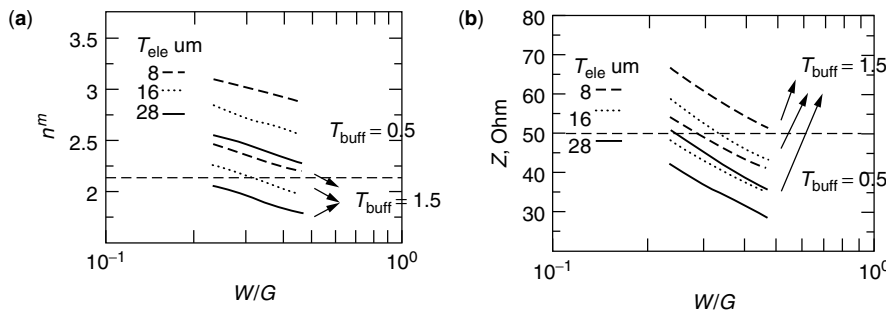 (a)
3.5
3
2.5
2
n^m
T_ele um
8
16
28
T_buff = 0.5
T_buff = 1.5
10^–1
10^0
W/G
(b)
80
70
60
50
40
30
Z, Ohm
T_ele um
8
16
28
T_buff = 1.5
T_buff = 0.5
10^–1
10^0
W/G